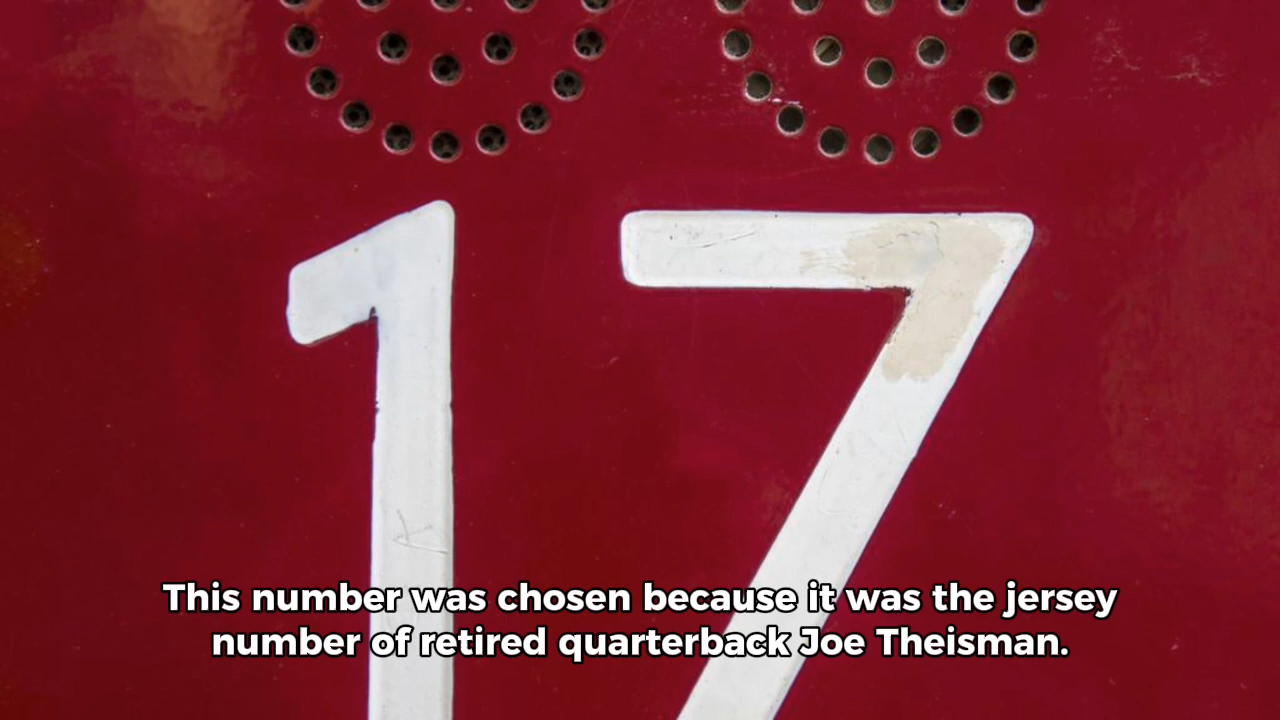 17
This number was chosen because it was the jersey
number of retired quarterback Joe Theisman.